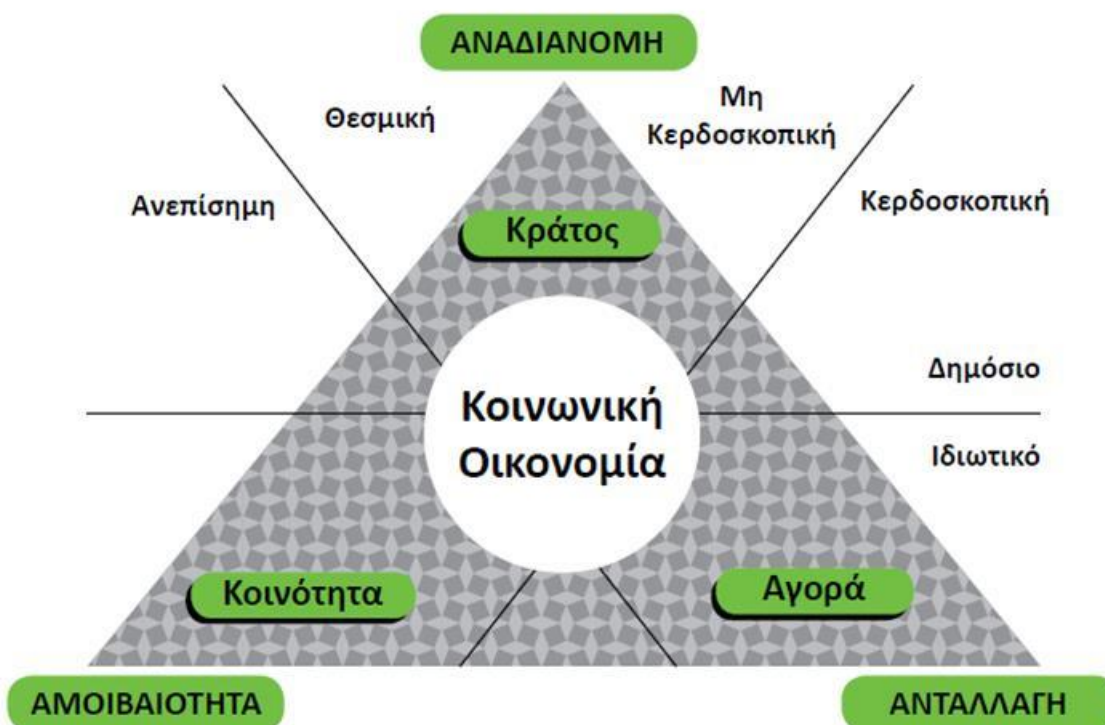 ΑΝΑΔΙΑΝΟΜΗ
Θεσμική
Μη
Κερδοσκοπική
Ανεπίσημη
Κερδοσκοπική
Κράτος
Δημόσιο
Κοινωνική
Οικονομία
Ιδιωτικό
Κοινότητα
Αγορά
ΑΜΟΙΒΑΙΟΤΗΤΑ
ΑΝΤΑΛΛΑΓΗ